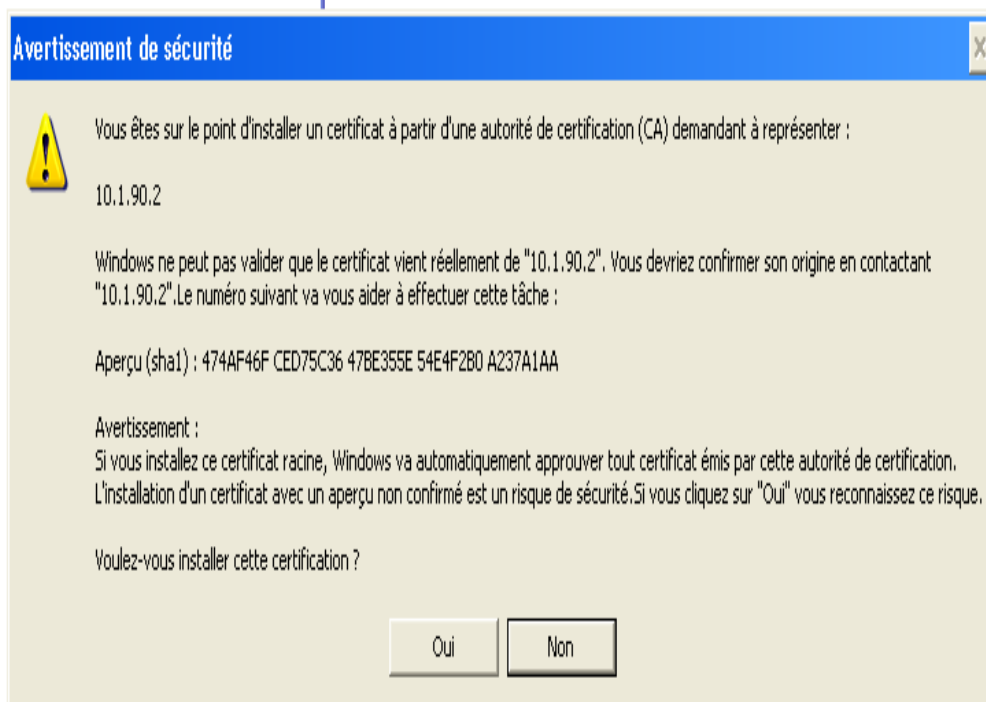 Avertissement de sécurité
Vous êtes sur le point d'installer un certificat à partir d'une autorité de certification (CA) demandant à représenter :
10.1.90.2
Windows ne peut pas valider que le certificat vient réellement de "10.1.90.2". Vous devriez confirmer son origine en contactant
"10.1.90.2".Le numéro suivant va vous aider à effectuer cette tâche :
Aperçu (sha1) : 474AF46F CED75C36 47BE355E 54E4F2B0 A237A1AA
Avertissement :
Si vous installez ce certificat racine, Windows va automatiquement approuver tout certificat émis par cette autorité de certification.
L'installation d'un certificat avec un aperçu non confirmé est un risque de sécurité.Si vous cliquez sur "Oui" vous reconnaissez ce risque.
Voulez-vous installer cette certification ?
Oui Non